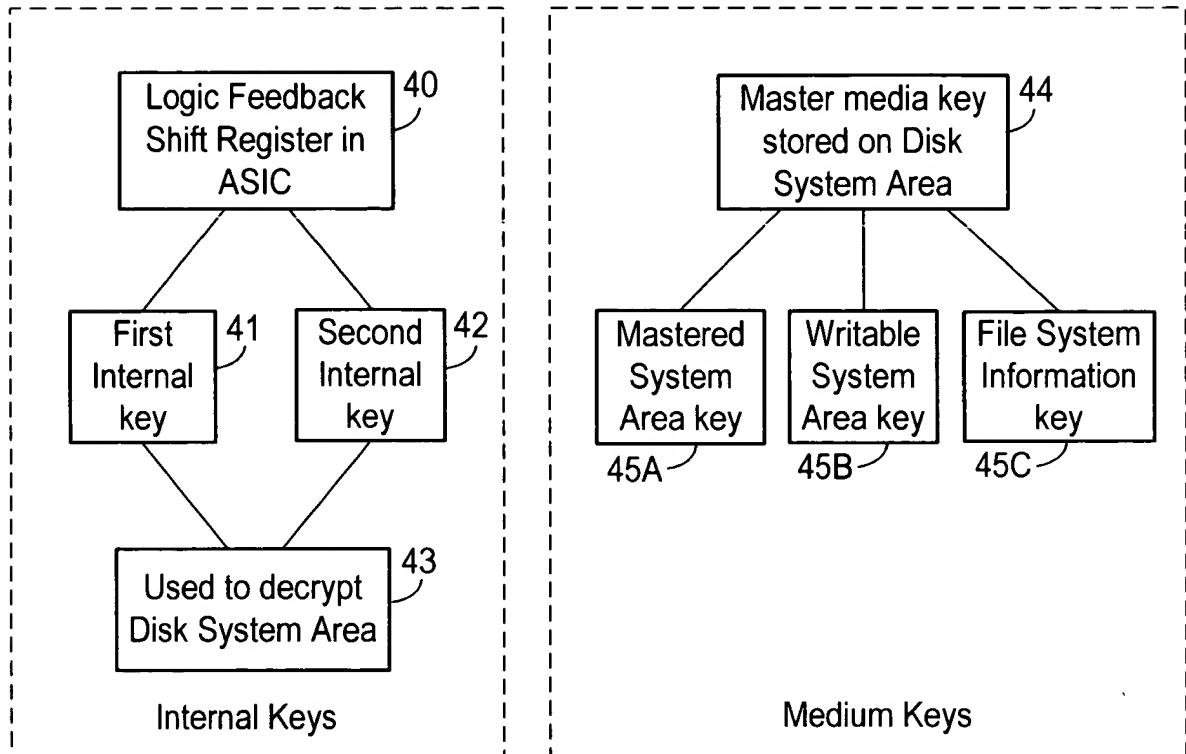 Logic Feedback
Shift Register in
ASIC
40
First
Internal
key
41
Second
Internal
key
42
Used to decrypt
Disk System Area
43
Internal Keys
Master media key
stored on Disk
System Area
44
Mastered
System
Area key
45A
Writable
System
Area key
45B
File System
Information
key
45C
Medium Keys